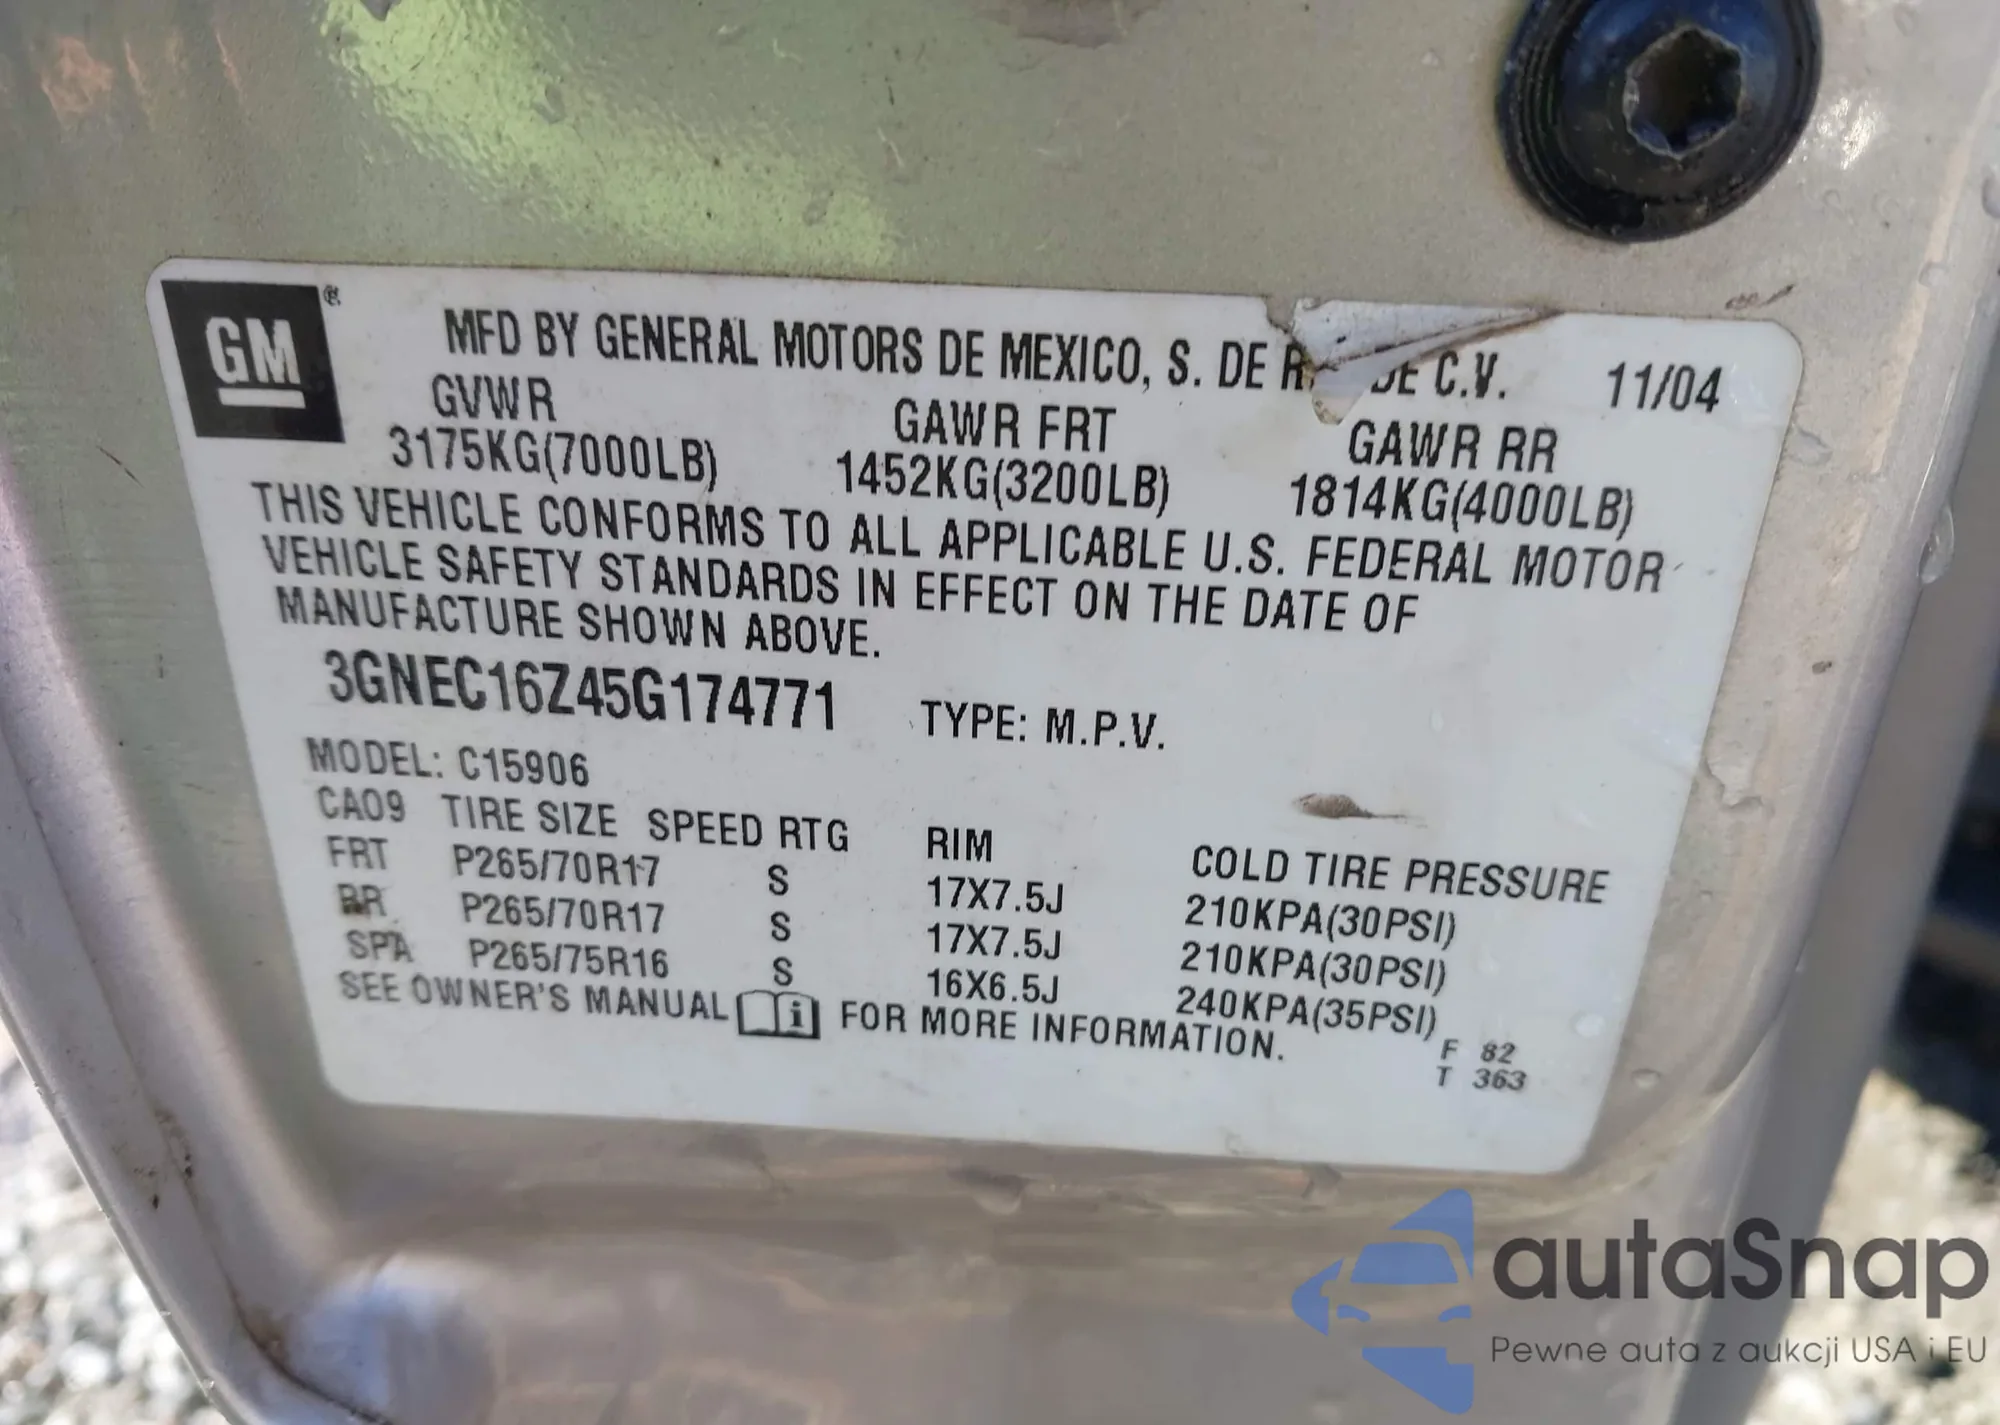 GM
MFD BY GENERAL MOTORS DE MEXICO, S. DE R. DE C.V. 11/04
GVWR GAWR FRT GAWR RR
3175KG(7000LB) 1452KG(3200LB) 1814KG(4000LB)
THIS VEHICLE CONFORMS TO ALL APPLICABLE U.S. FEDERAL MOTOR
VEHICLE SAFETY STANDARDS IN EFFECT ON THE DATE OF
MANUFACTURE SHOWN ABOVE.
3GNEC16Z45G174771 TYPE: M.P.V.
MODEL: C15906
CA09 TIRE SIZE SPEED RTG RIM COLD TIRE PRESSURE
FRT P265/70R17 S 17X7.5J 210KPA(30PSI)
RR P265/70R17 S 17X7.5J 210KPA(30PSI)
SPA P265/75R16 S 16X6.5J 240KPA(35PSI)
SEE OWNER'S MANUAL i FOR MORE INFORMATION.
F 82
T 363
autaSnap
Pewne auta z aukcji USA i EU